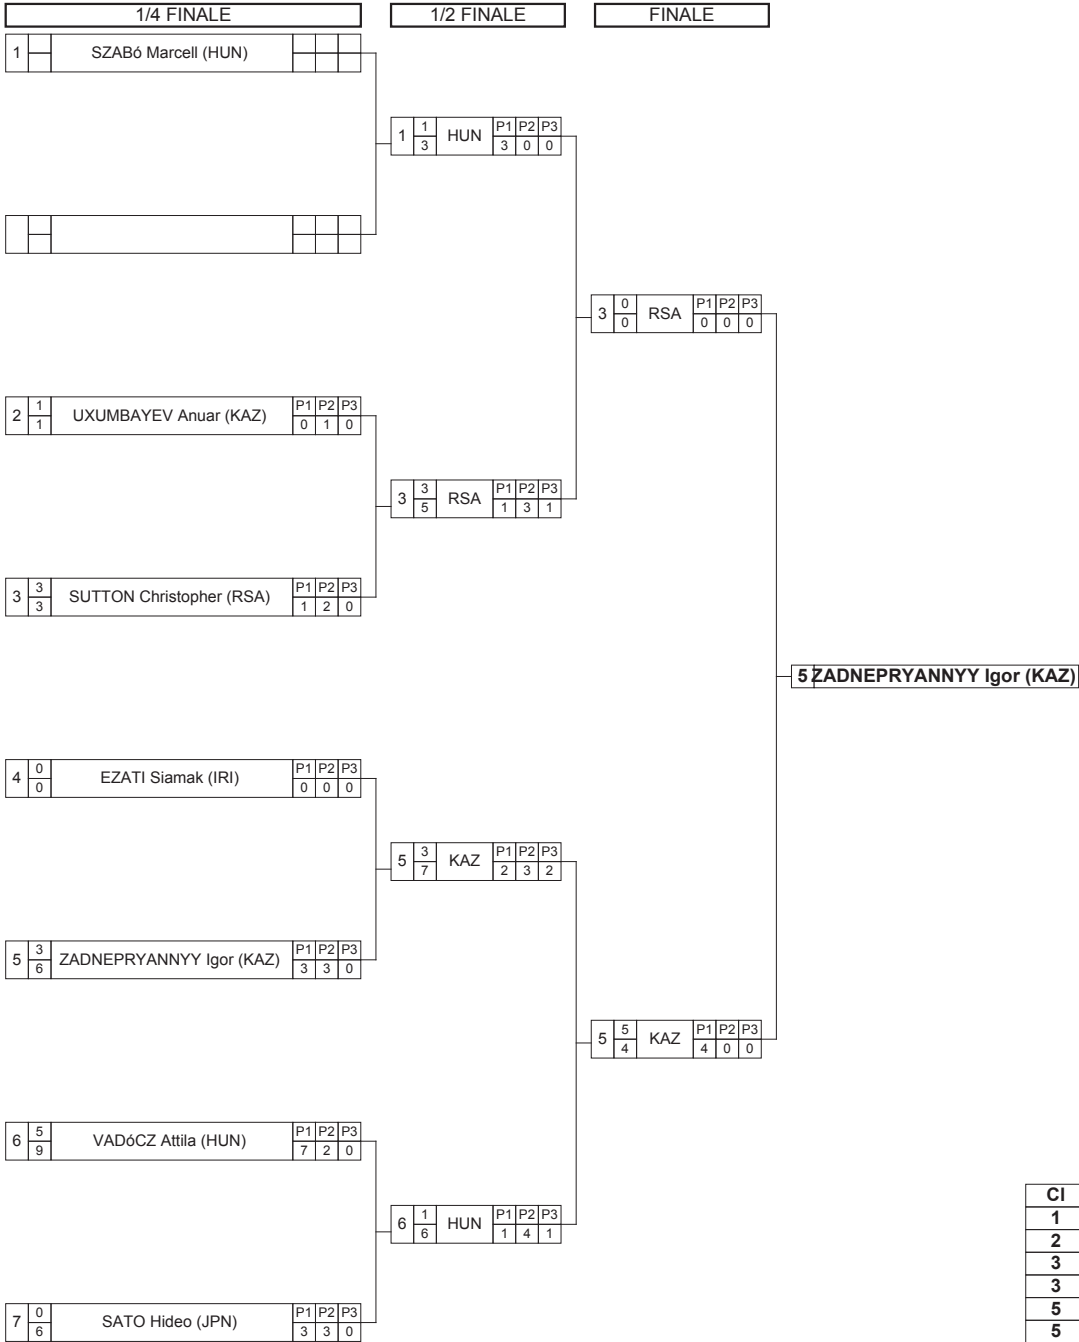 1/4 FINALE 1/2 FINALE FINALE
1 SZABó Marcell (HUN)
1 1 HUN P1 P2 P3
3 3 0 0
3 0 RSA P1 P2 P3
0 0 0 0
2 1 UXUMBAYEV Anuar (KAZ) P1 P2 P3
1 0 1 0
3 3 RSA P1 P2 P3
5 1 3 1
3 3 SUTTON Christopher (RSA) P1 P2 P3
3 1 2 0
5 ZADNEPRYANNYY Igor (KAZ)
4 0 EZATI Siamak (IRI) P1 P2 P3
0 0 0 0
5 3 KAZ P1 P2 P3
7 2 3 2
5 3 ZADNEPRYANNYY Igor (KAZ) P1 P2 P3
6 3 3 0
5 5 KAZ P1 P2 P3
4 4 0 0
6 5 VADóCZ Attila (HUN) P1 P2 P3
9 7 2 0
6 1 HUN P1 P2 P3
6 1 4 1
7 0 SATO Hideo (JPN) P1 P2 P3
6 3 3 0
Cl
1
2
3
3
5
5